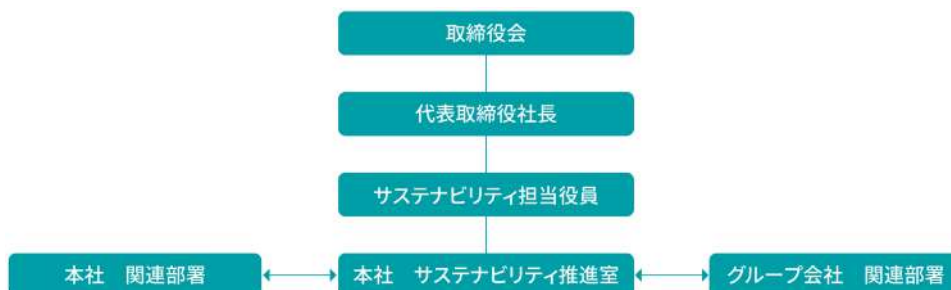 取締役会
代表取締役社長
サステナビリティ担当役員
本社　関連部署
本社　サステナビリティ推進室
グループ会社　関連部署